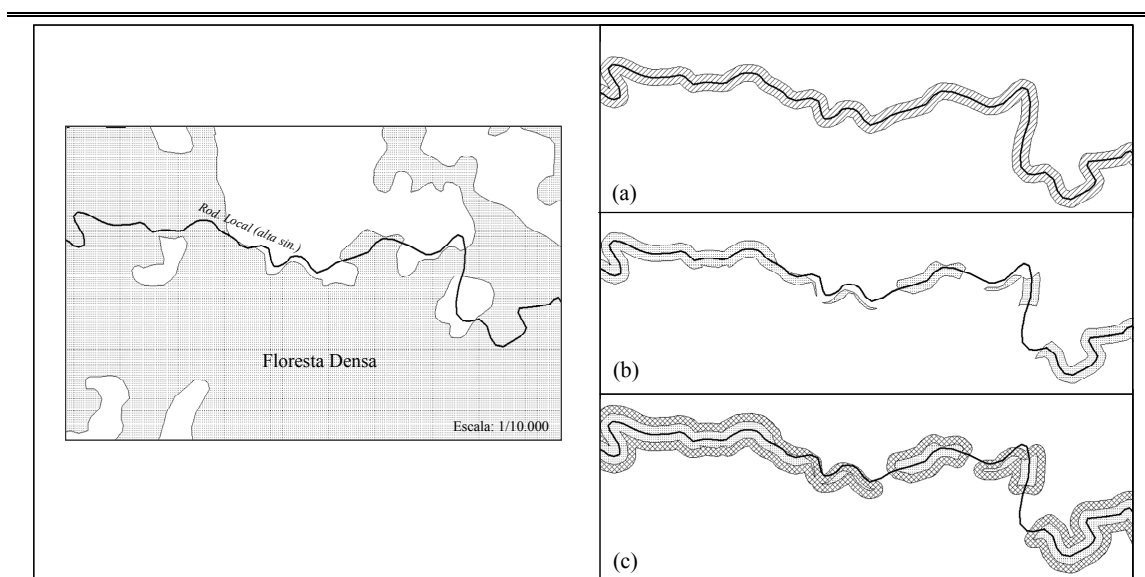 Rod. Local (alta sin.)
Floresta Densa
Escala: 1/10.000
(a)
(b)
(c)